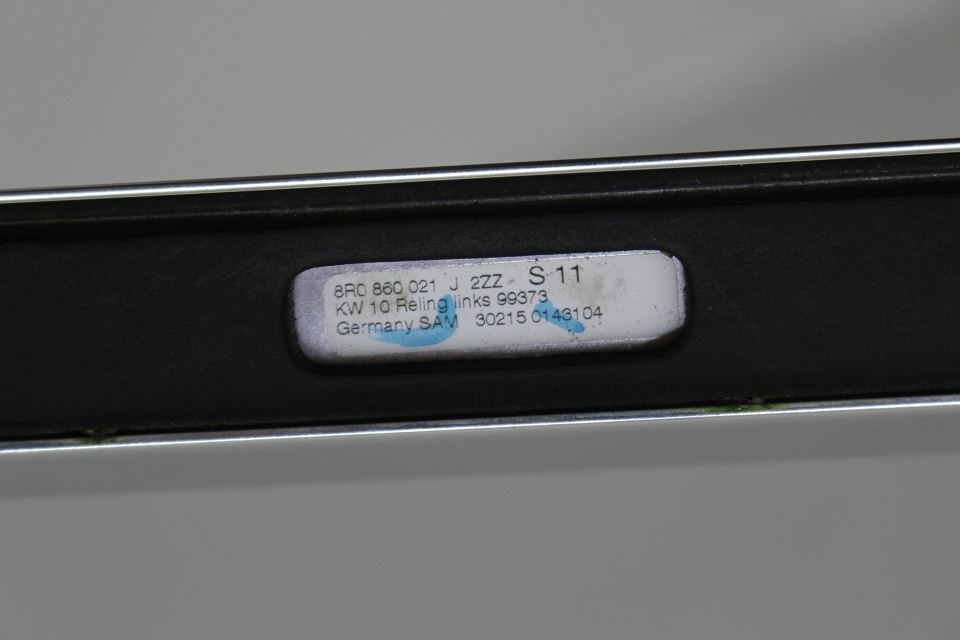 8R0 860 021 J 2ZZ S 11
KW 10 Reling links 99373
Germany SAM 30215 0143104